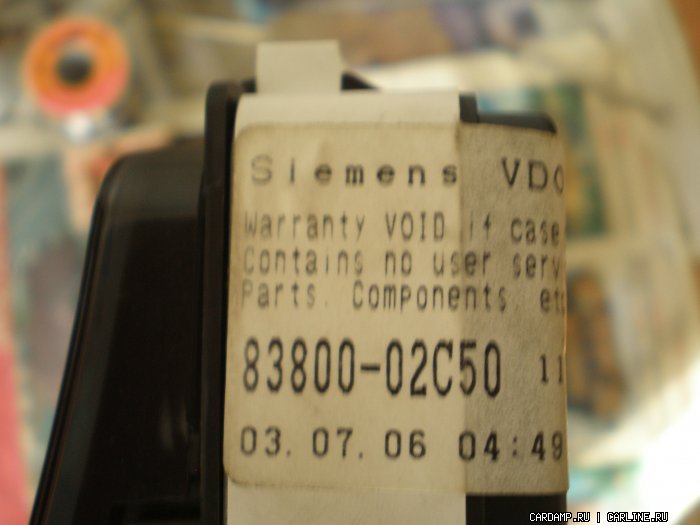 Siemens VDO
Warranty VOID if case
Contains no user serv
Parts. Components. etc
83800-02C50 11
03. 07. 06 04:49
CARDAMP.RU | CARLINE.RU